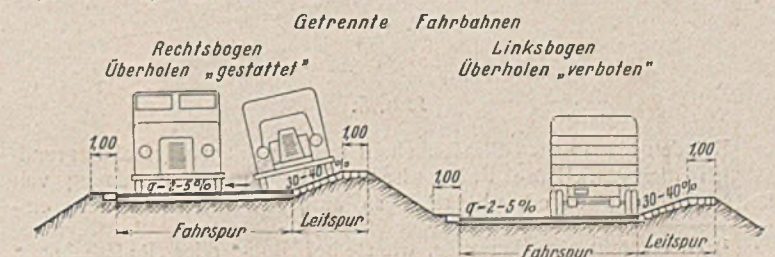 Getrennte Fahrbahnen
Rechtsbogen
Überholen „gestattet"
Linksbogen
Überholen „verboten"
1,00
1,00
q-2-5%
30-40%
Fahrspur
Leitspur
1,00
1,00
q-2-5%
30-40%
Fahrspur
Leitspur